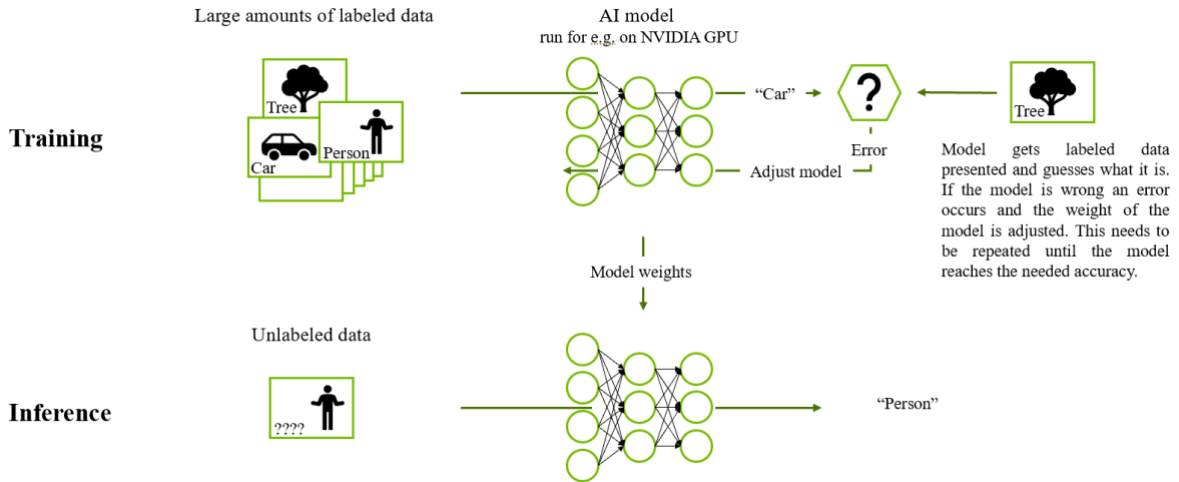 Large amounts of labeled data
AI model
run for e.g. on NVIDIA GPU
Training
Tree
Car
Person
“Car”
?
Tree
Error
Adjust model
Model gets labeled data
presented and guesses what it is.
If the model is wrong an error
occurs and the weight of the
model is adjusted. This needs to
be repeated until the model
reaches the needed accuracy.
Model weights
Unlabeled data
Inference
????
“Person”